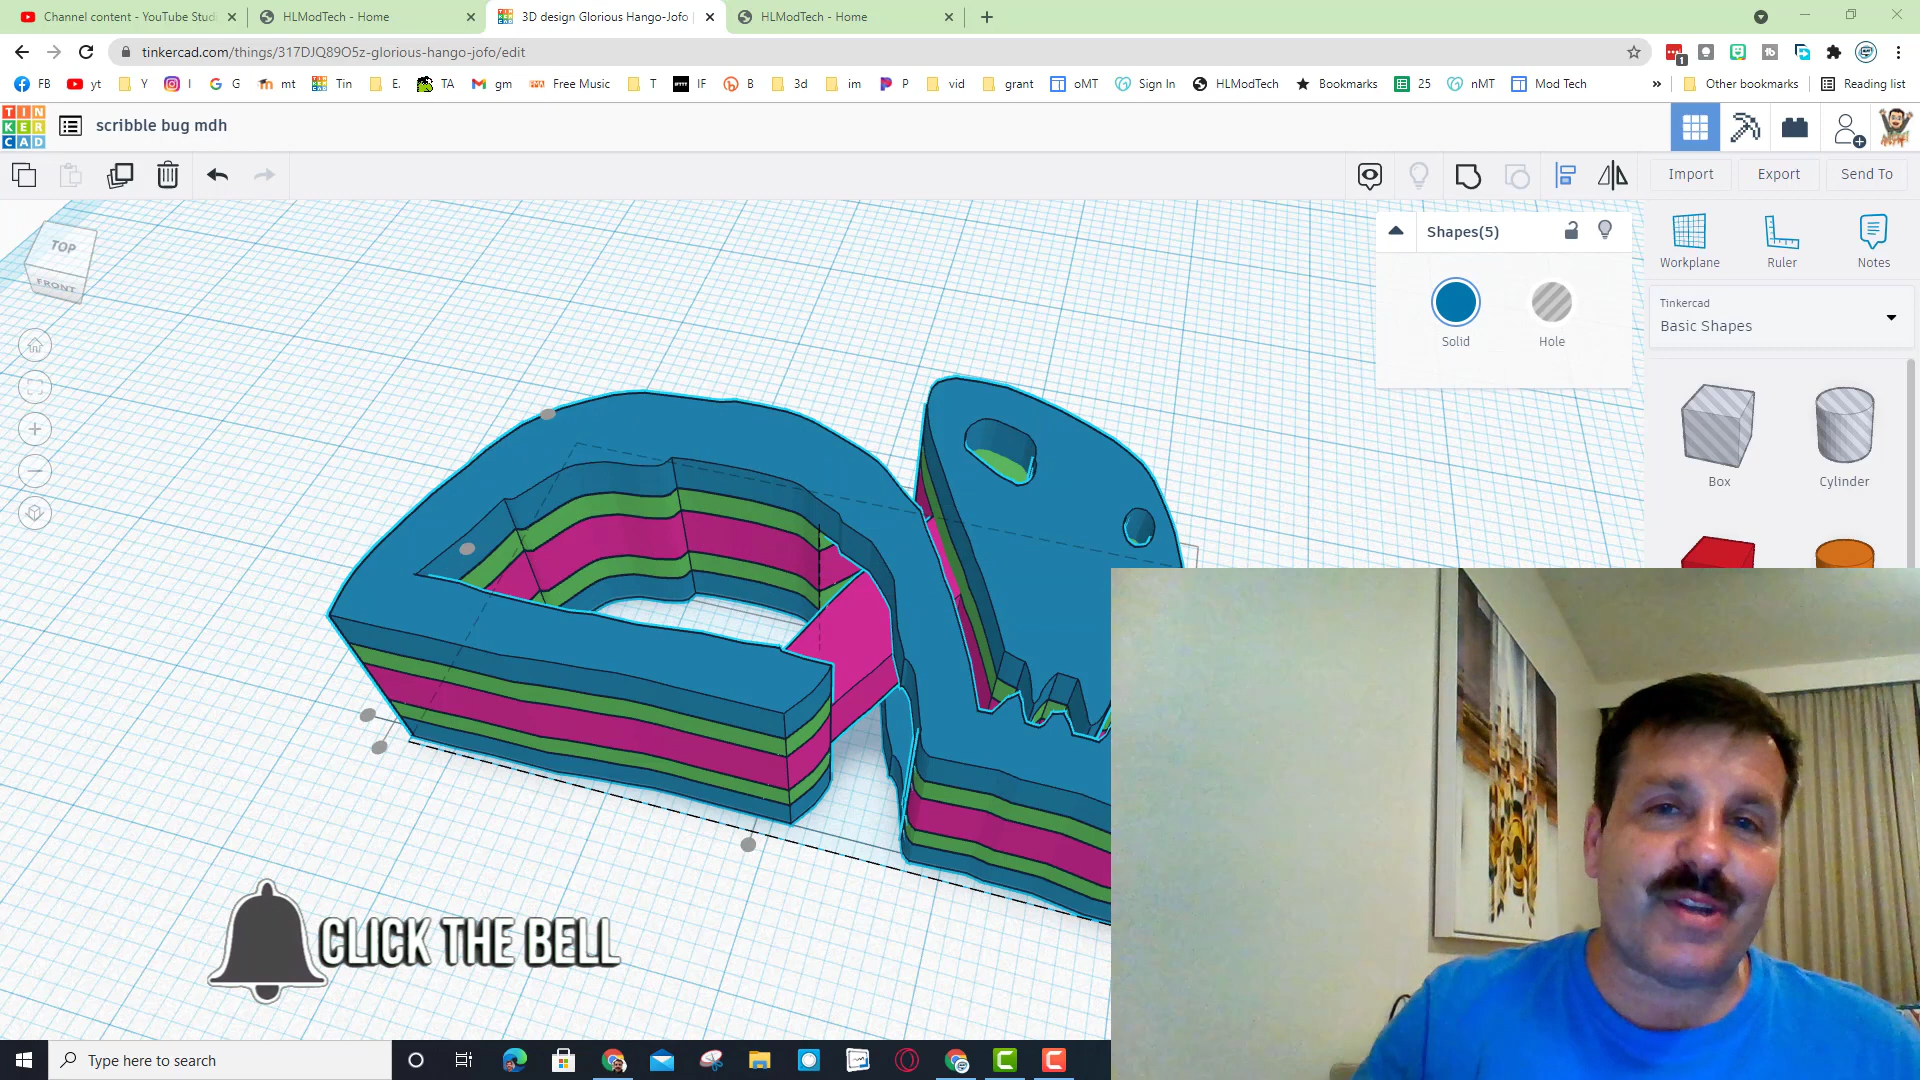 Channel content - YouTube Studi
HLModTech - Home
3D design Glorious Hango-Jofo
HLModTech - Home
tinkercad.com/things/317DJQ89O5z-glorious-hango-jofo/edit
1
FB yt Y I G mt Tin E. TA gm Free Music T IF B 3d im P vid grant oMT Sign In HLModTech Bookmarks 25 nMT Mod Tech » Other bookmarks Reading list
TIN
KER
CAD
scribble bug mdh
Import Export Send To
TOP
FRONT
Shapes(5)
Solid Hole
Workplane Ruler Notes
Tinkercad
Basic Shapes
Box Cylinder
CLICK THE BELL
Type here to search